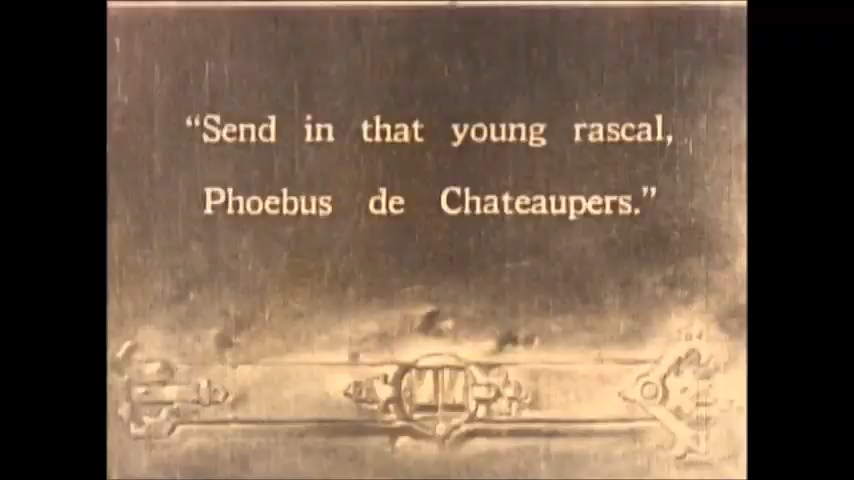 “Send in that young rascal,
Phoebus de Chateaupers.”